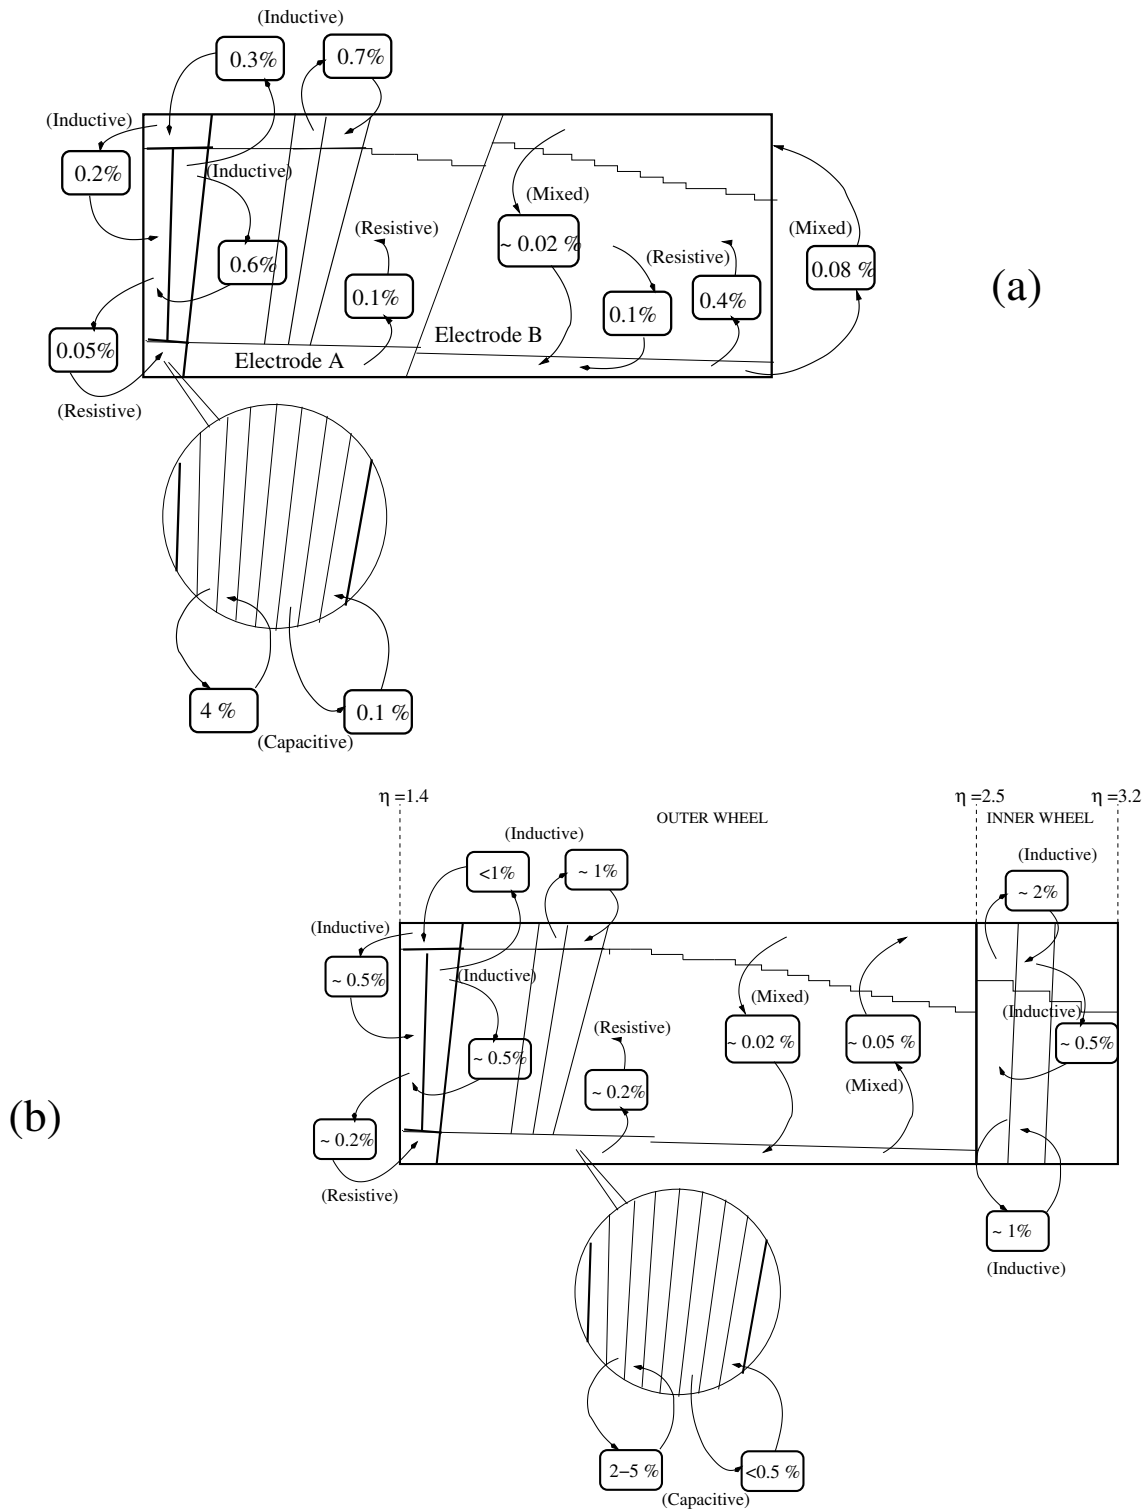 (Inductive)
0.3%
0.7%
(Inductive)
0.2%
(Inductive)
(Mixed)
(Resistive)
(Mixed)
~ 0.02 %
(Resistive)
0.6%
0.08 %
(a)
0.1%
0.1%
0.4%
0.05%
Electrode B
Electrode A
(Resistive)
4 %
0.1 %
(Capacitive)
η =1.4
η =2.5
η =3.2
OUTER WHEEL
INNER WHEEL
(Inductive)
(Inductive)
<1%
~ 1%
~ 2%
(Inductive)
~ 0.5%
(Inductive)
(Mixed)
(Inductive)
(Resistive)
~ 0.02 %
~ 0.05 %
~ 0.5%
~ 0.5%
(Mixed)
~ 0.2%
(b)
~ 0.2%
(Resistive)
~ 1%
(Inductive)
2−5 %
<0.5 %
(Capacitive)